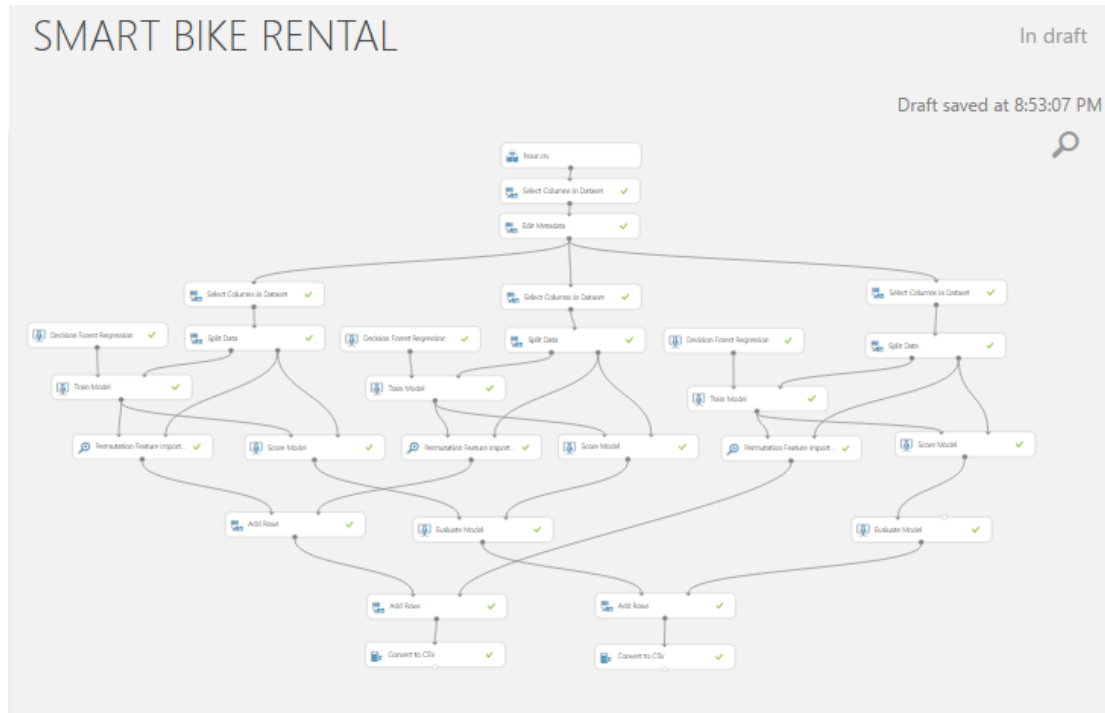 SMART BIKE RENTAL
In draft
Draft saved at 8:53:07 PM
hour.csv
Select Columns in Dataset
Edit Metadata
Select Columns in Dataset
Select Columns in Dataset
Select Columns in Dataset
Decision Forest Regression
Split Data
Decision Forest Regression
Split Data
Decision Forest Regression
Split Data
Train Model
Train Model
Train Model
Permutation Feature Import...
Score Model
Permutation Feature Import...
Score Model
Permutation Feature Import...
Score Model
Add Rows
Evaluate Model
Evaluate Model
Add Rows
Add Rows
Convert to CSV
Convert to CSV